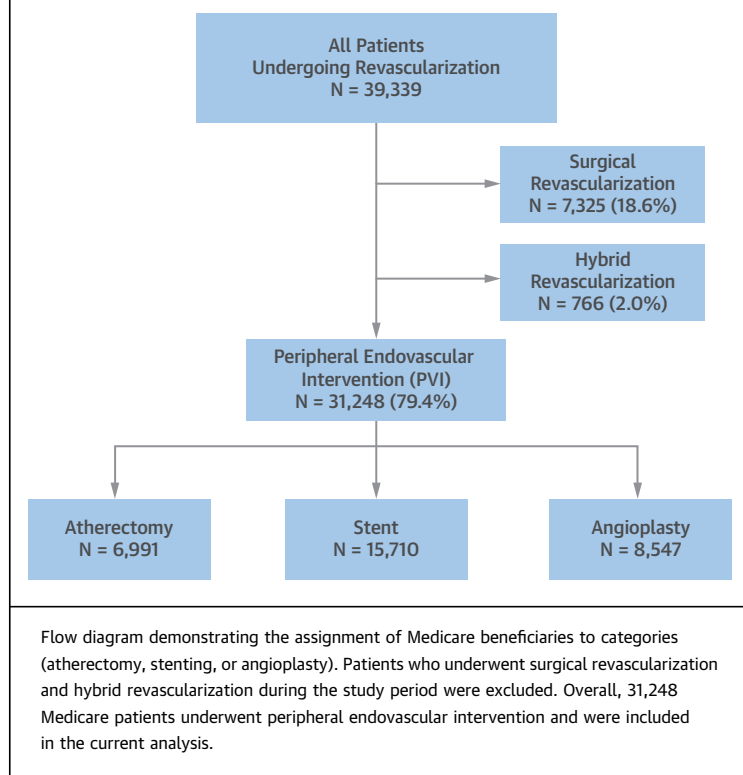 All Patients
Undergoing Revascularization
N = 39,339
Surgical
Revascularization
N = 7,325 (18.6%)
Hybrid
Revascularization
N = 766 (2.0%)
Peripheral Endovascular
Intervention (PVI)
N = 31,248 (79.4%)
Atherectomy
N = 6,991
Stent
N = 15,710
Angioplasty
N = 8,547
Flow diagram demonstrating the assignment of Medicare beneficiaries to categories
(atherectomy, stenting, or angioplasty). Patients who underwent surgical revascularization
and hybrid revascularization during the study period were excluded. Overall, 31,248
Medicare patients underwent peripheral endovascular intervention and were included
in the current analysis.